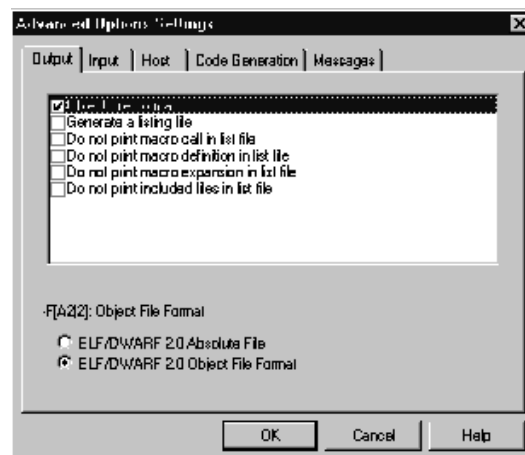 Advanced Options Settings
Output Input Host Code Generation Messages
Generate a listing file
Do not print macro call in list file
Do not print macro definition in list file
Do not print macro expansion in list file
Do not print included files in list file
-F[A2|2]: Object File Format
ELF/DWARF 2.0 Absolute File
ELF/DWARF 2.0 Object File Format
OK Cancel Help